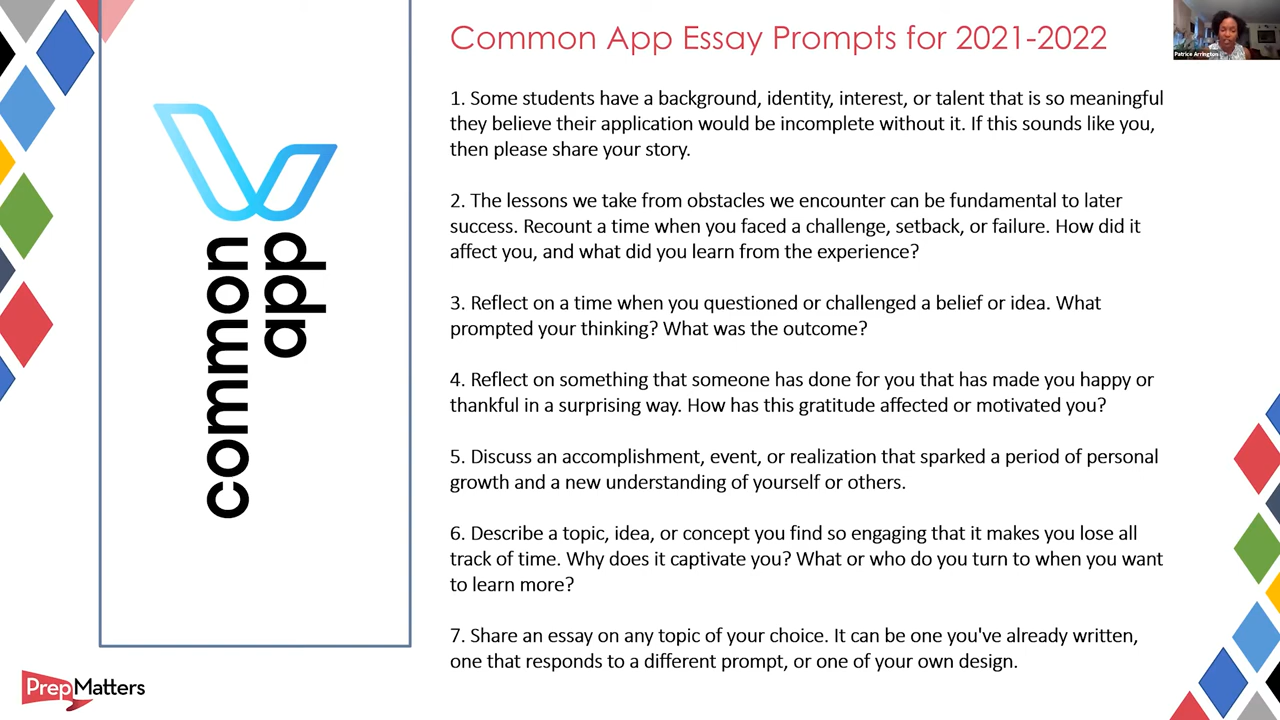 Common App Essay Prompts for 2021-2022
Patrice Arrington
1. Some students have a background, identity, interest, or talent that is so meaningful
they believe their application would be incomplete without it. If this sounds like you,
then please share your story.
2. The lessons we take from obstacles we encounter can be fundamental to later
success. Recount a time when you faced a challenge, setback, or failure. How did it
affect you, and what did you learn from the experience?
3. Reflect on a time when you questioned or challenged a belief or idea. What
prompted your thinking? What was the outcome?
4. Reflect on something that someone has done for you that has made you happy or
thankful in a surprising way. How has this gratitude affected or motivated you?
5. Discuss an accomplishment, event, or realization that sparked a period of personal
growth and a new understanding of yourself or others.
6. Describe a topic, idea, or concept you find so engaging that it makes you lose all
track of time. Why does it captivate you? What or who do you turn to when you want
to learn more?
7. Share an essay on any topic of your choice. It can be one you've already written,
one that responds to a different prompt, or one of your own design.
common
app
PrepMatters